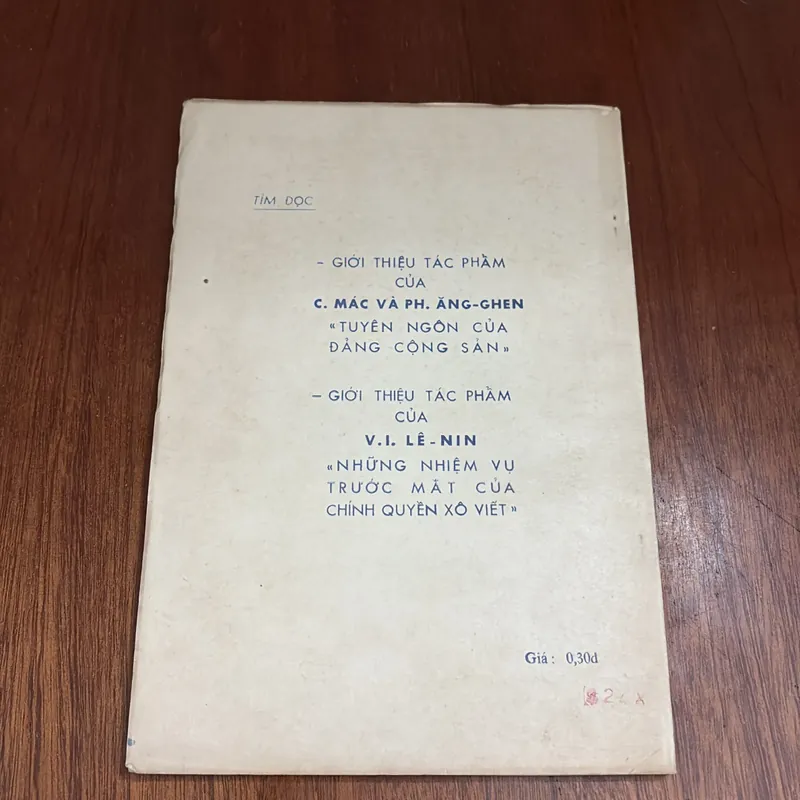 TÌM ĐỌC
– GIỚI THIỆU TÁC PHẨM
CỦA
C. MÁC VÀ PH. ĂNG-GHEN
«TUYÊN NGÔN CỦA
ĐẢNG CỘNG SẢN»
– GIỚI THIỆU TÁC PHẨM
CỦA
V.I. LÊ-NIN
«NHỮNG NHIỆM VỤ
TRƯỚC MẮT CỦA
CHÍNH QUYỀN XÔ VIẾT»
Giá : 0,30đ